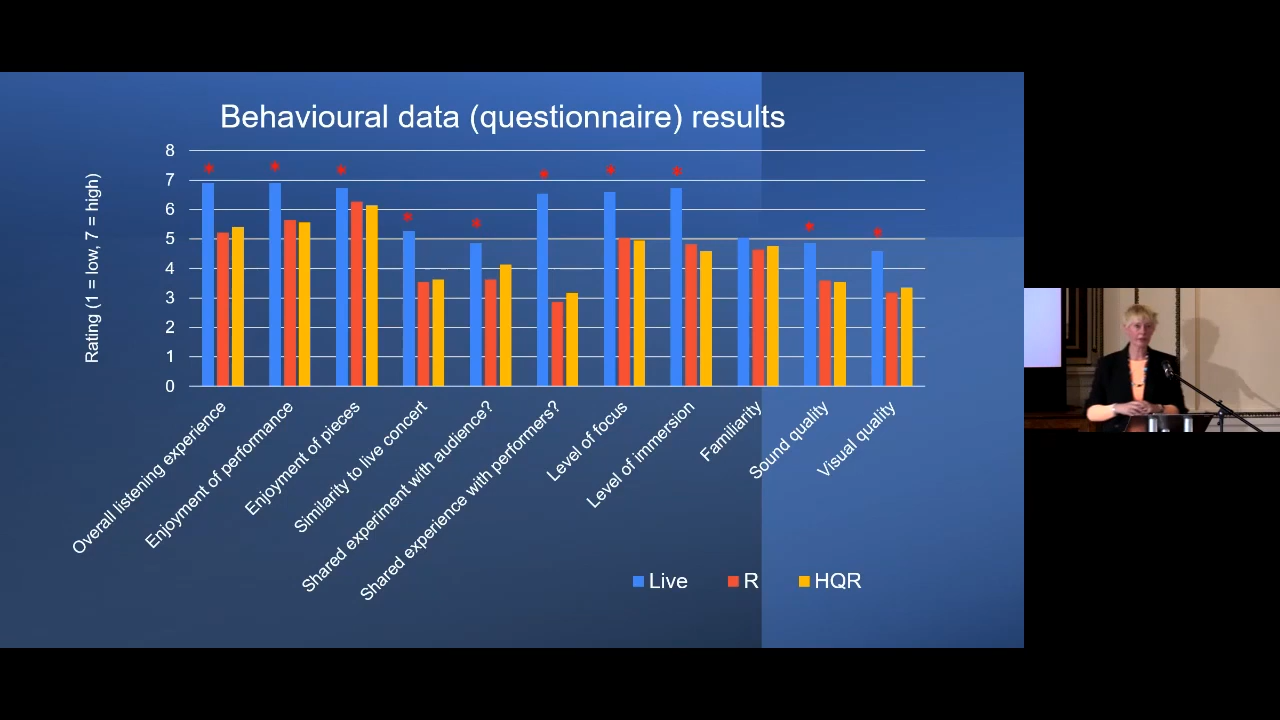 Behavioural data (questionnaire) results
Rating (1 = low, 7 = high)
8
7
6
5
4
3
2
1
0
Overall listening experience
Enjoyment of performance
Enjoyment of pieces
Similarity to live concert
Shared experiment with audience?
Shared experience with performers?
Level of focus
Level of immersion
Familiarity
Sound quality
Visual quality
Live
R
HQR